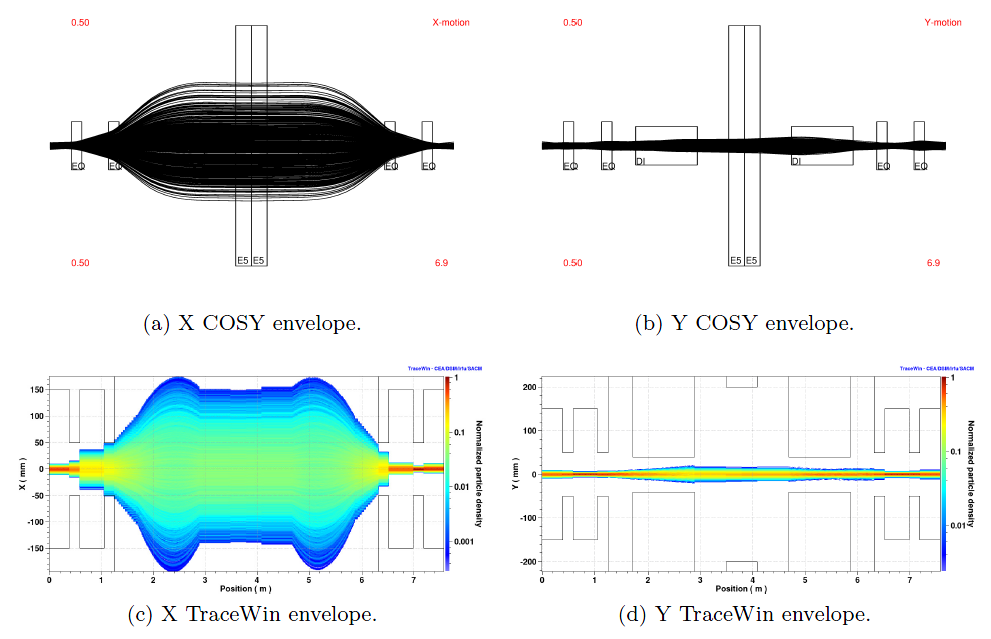 0.50 X-motion
EQ EQ EQ EQ
E5 E5
0.50 6.9
(a) X COSY envelope.
0.50 Y-motion
EQ EQ DI DI EQ EQ
E5 E5
0.50 6.9
(b) Y COSY envelope.
TraceWin - CEA/DSM/Irfu/SACM
X ( mm )
150
100
50
0
-50
-100
-150
0 1 2 3 4 5 6 7
Position ( m )
1
0.1
0.01
0.001
Normalized particle density
(c) X TraceWin envelope.
TraceWin - CEA/DSM/Irfu/SACM
Y ( mm )
200
100
0
-100
-200
0 1 2 3 4 5 6 7
Position ( m )
1
0.1
0.01
Normalized particle density
(d) Y TraceWin envelope.